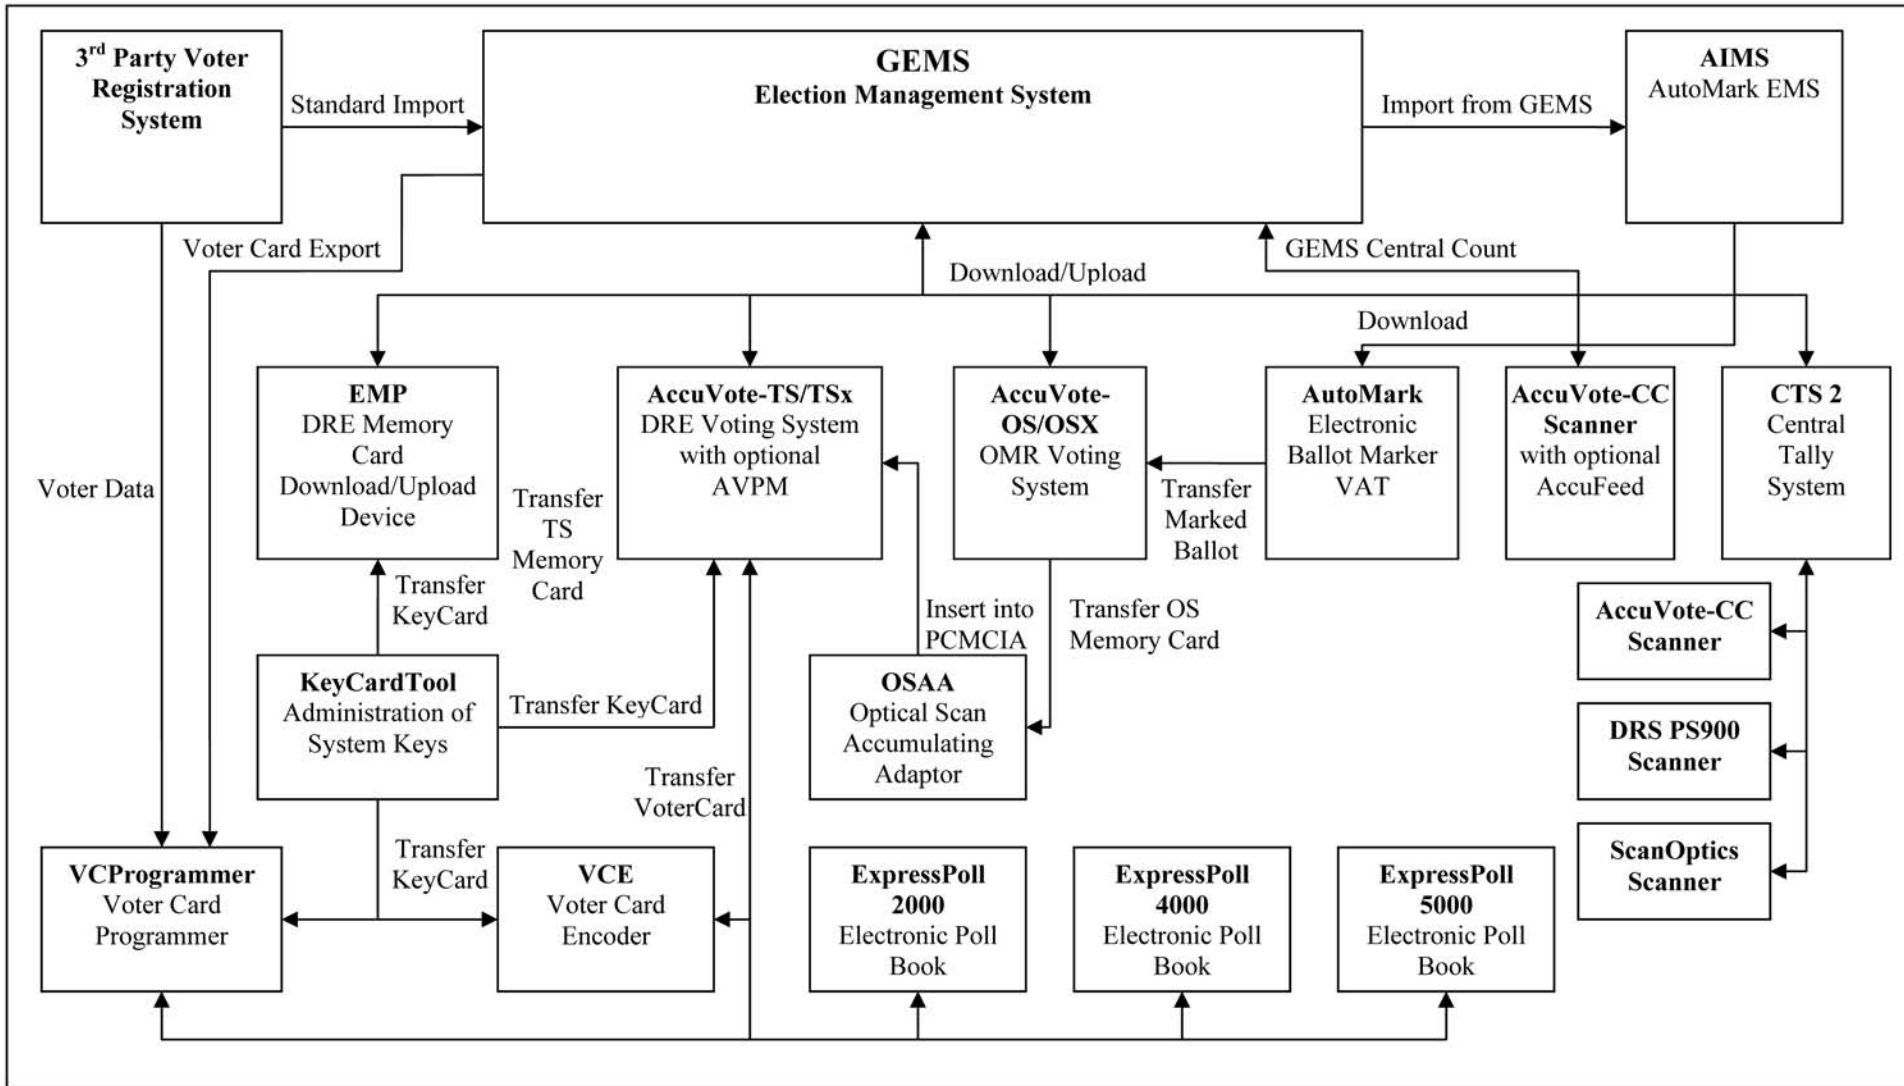 3rd Party Voter
Registration
System
Standard Import
GEMS
Election Management System
Import from GEMS
AIMS
AutoMark EMS
Voter Card Export
GEMS Central Count
Download/Upload
Download
EMP
DRE Memory
Card
Download/Upload
Device
AccuVote-TS/TSx
DRE Voting System
with optional
AVPM
AccuVote-
OS/OSX
OMR Voting
System
AutoMark
Electronic
Ballot Marker
VAT
AccuVote-CC
Scanner
with optional
AccuFeed
CTS 2
Central
Tally
System
Voter Data
Transfer
TS
Memory
Card
Transfer
Marked
Ballot
Transfer
KeyCard
Insert into
PCMCIA
Transfer OS
Memory Card
AccuVote-CC
Scanner
KeyCardTool
Administration of
System Keys
Transfer KeyCard
OSAA
Optical Scan
Accumulating
Adaptor
DRS PS900
Scanner
Transfer
VoterCard
Transfer
KeyCard
ScanOptics
Scanner
VCProgrammer
Voter Card
Programmer
VCE
Voter Card
Encoder
ExpressPoll
2000
Electronic Poll
Book
ExpressPoll
4000
Electronic Poll
Book
ExpressPoll
5000
Electronic Poll
Book